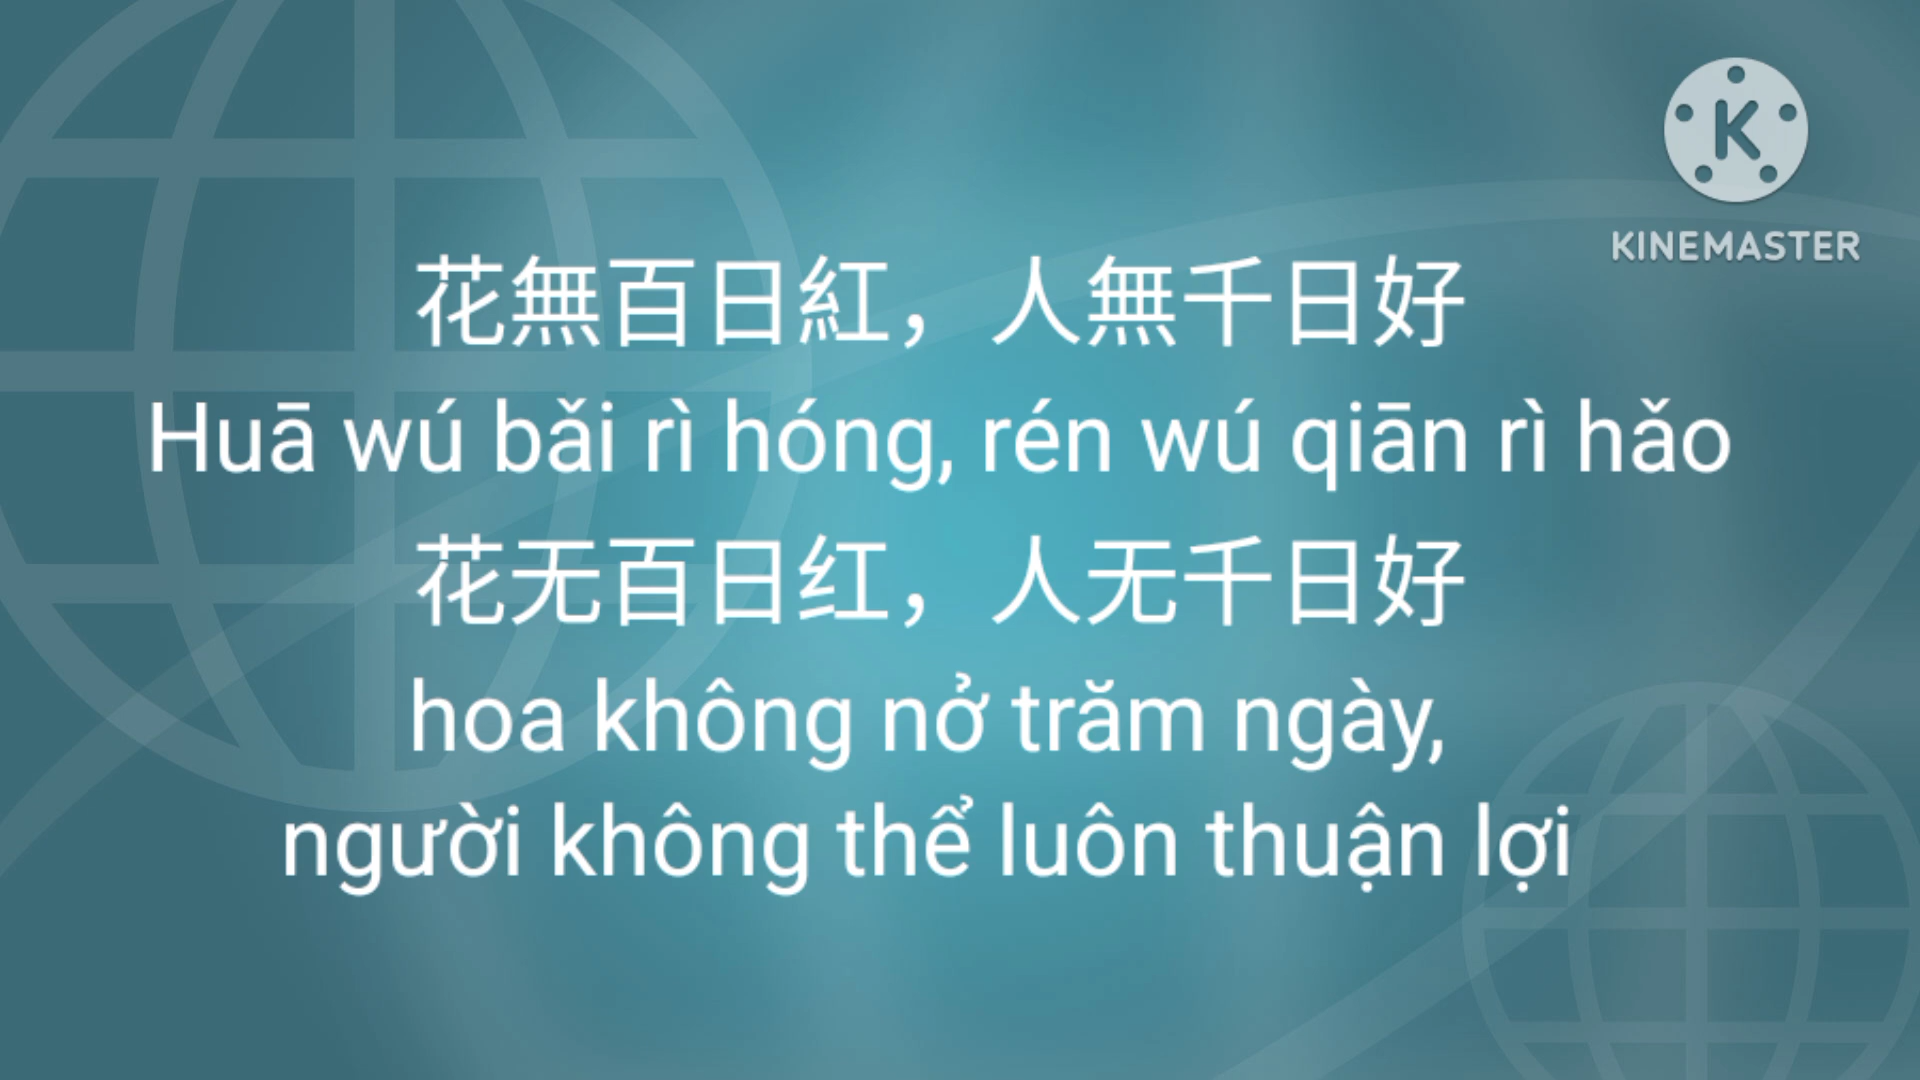 KINEMASTER
花無百日紅，人無千日好
Huā wú bǎi rì hóng, rén wú qiān rì hǎo
花无百日红，人无千日好
hoa không nở trăm ngày,
người không thể luôn thuận lợi